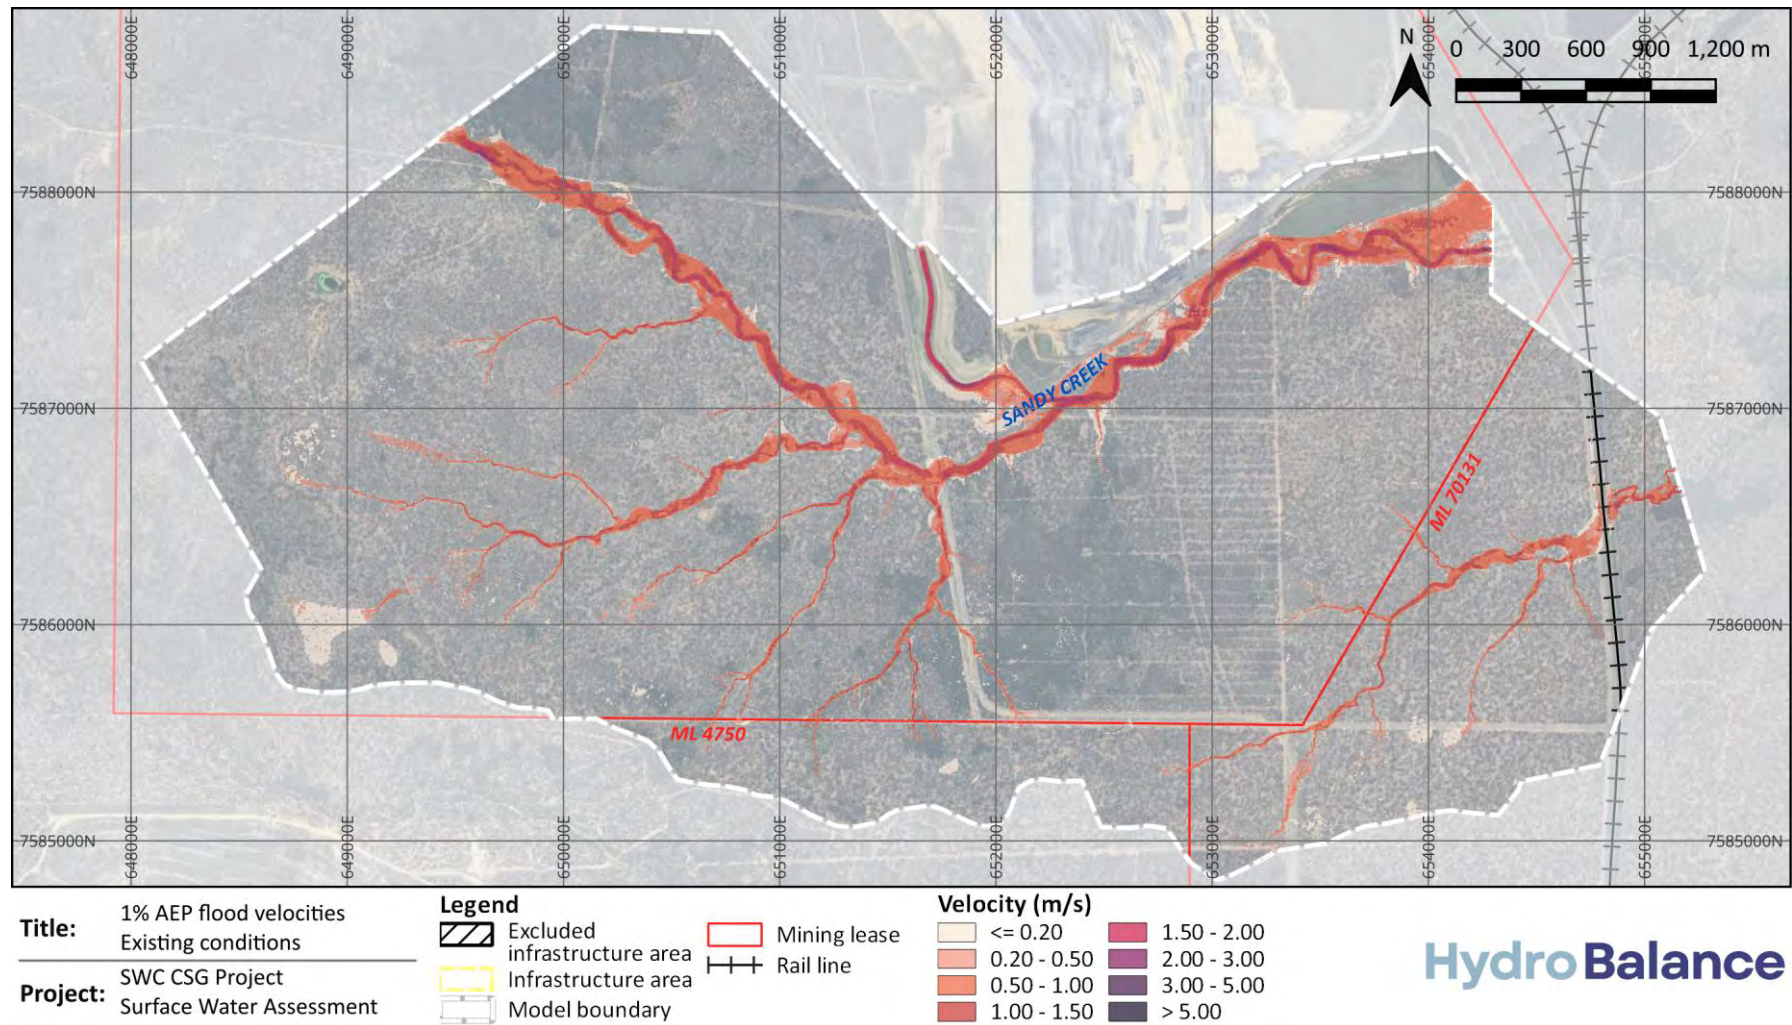 648000E
649000E
650000E
651000E
652000E
653000E
654000E
655000E
N
0 300 600 900 1,200 m
7588000N
7588000N
7587000N
7587000N
SANDY CREEK
ML 70131
7586000N
7586000N
ML 4750
7585000N
7585000N
648000E
649000E
650000E
651000E
652000E
653000E
654000E
655000E
Title:
1% AEP flood velocities
Existing conditions
Project:
SWC CSG Project
Surface Water Assessment
Legend
Excluded
infrastructure area
Infrastructure area
Model boundary
Mining lease
Rail line
Velocity (m/s)
<= 0.20
0.20 - 0.50
0.50 - 1.00
1.00 - 1.50
1.50 - 2.00
2.00 - 3.00
3.00 - 5.00
> 5.00
HydroBalance